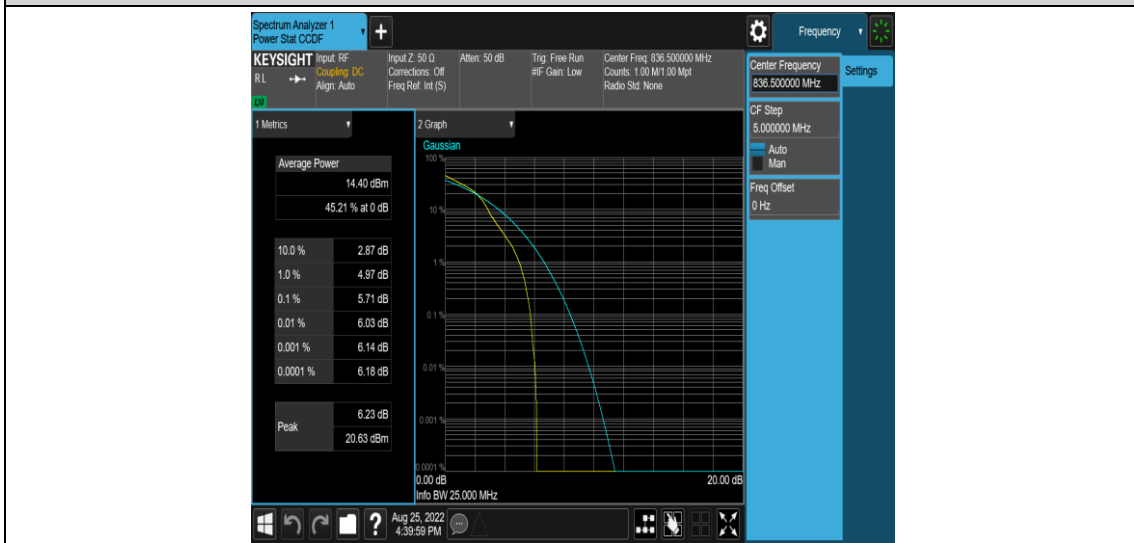 Spectrum Analyzer 1
Power Stat CCDF
+
Frequency
KEYSIGHT
RL
LXI
Input: RF
Coupling: DC
Align: Auto
Input Z: 50 Ω
Corrections: Off
Freq Ref: Int (S)
Atten: 50 dB
Trig: Free Run
#IF Gain: Low
Center Freq: 836.500000 MHz
Counts: 1.00 M/1.00 Mpt
Radio Std: None
Center Frequency
836.500000 MHz
Settings
CF Step
5.000000 MHz
Auto
Man
Freq Offset
0 Hz
1 Metrics
Average Power
14.40 dBm
45.21 % at 0 dB
10.0 % 2.87 dB
1.0 % 4.97 dB
0.1 % 5.71 dB
0.01 % 6.03 dB
0.001 % 6.14 dB
0.0001 % 6.18 dB
Peak
6.23 dB
20.63 dBm
2 Graph
Gaussian
100 %
10 %
1 %
0.1 %
0.01 %
0.001 %
0.0001 %
0.00 dB 20.00 dB
Info BW 25.000 MHz
?
Aug 25, 2022
4:39:59 PM